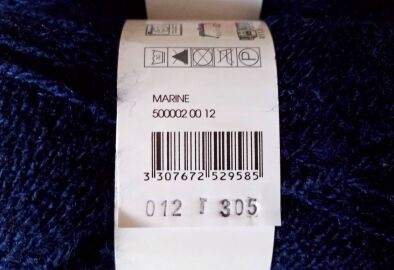 P
MARINE
500002 00 12
3 307672 529585
012 T 305